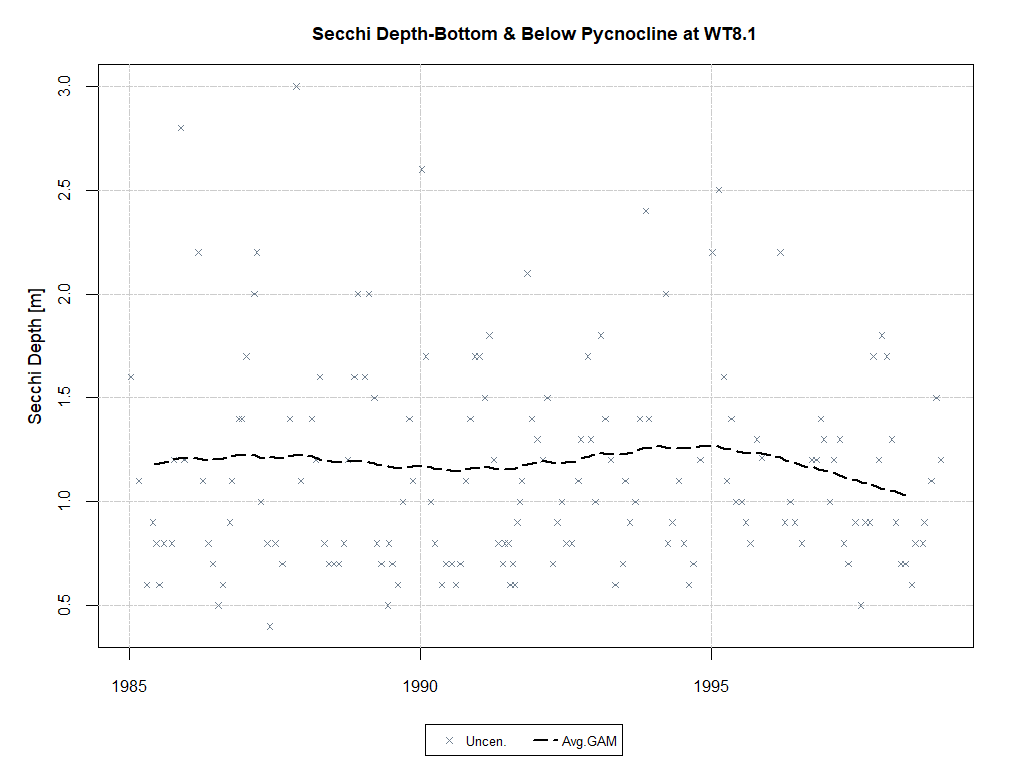 Secchi Depth-Bottom & Below Pycnocline at WT8.1
Secchi Depth [m]
3.0
2.5
2.0
1.5
1.0
0.5
1985 1990 1995
Uncen. Avg.GAM